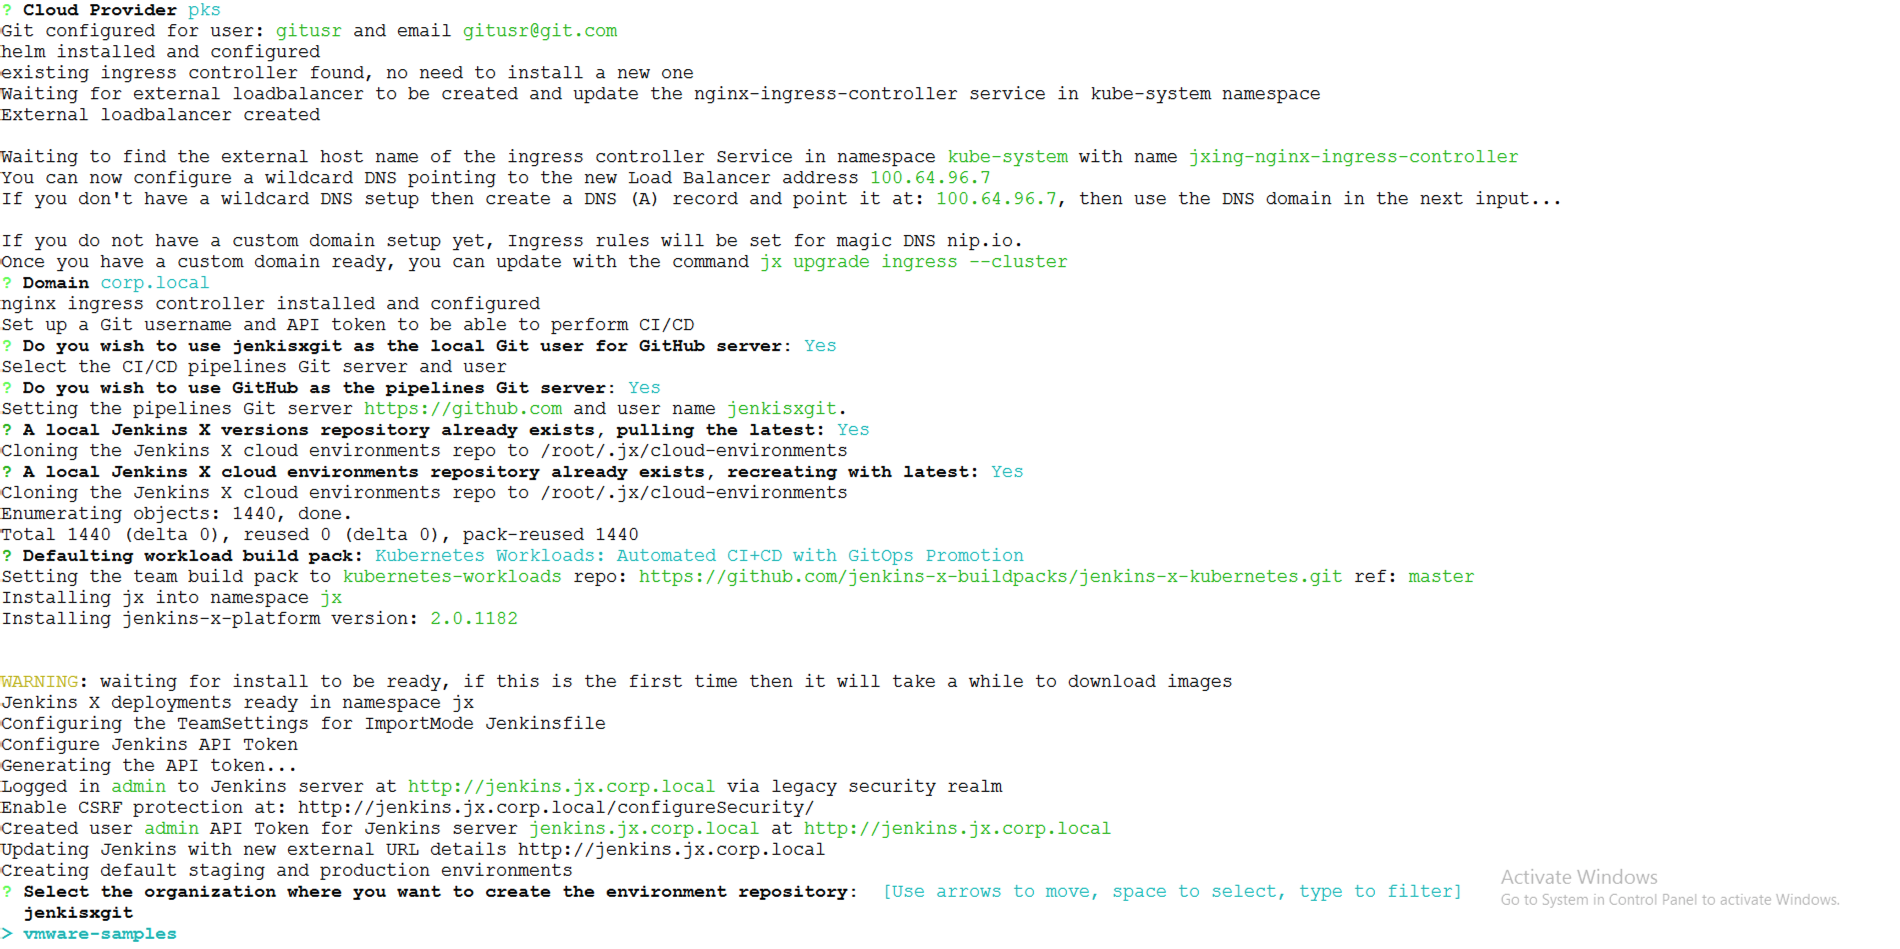 ? Cloud Provider pks
Git configured for user: gitusr and email gitusr@git.com
helm installed and configured
existing ingress controller found, no need to install a new one
Waiting for external loadbalancer to be created and update the nginx-ingress-controller service in kube-system namespace
External loadbalancer created
Waiting to find the external host name of the ingress controller Service in namespace kube-system with name jxing-nginx-ingress-controller
You can now configure a wildcard DNS pointing to the new Load Balancer address 100.64.96.7
If you don't have a wildcard DNS setup then create a DNS (A) record and point it at: 100.64.96.7, then use the DNS domain in the next input...
If you do not have a custom domain setup yet, Ingress rules will be set for magic DNS nip.io.
Once you have a custom domain ready, you can update with the command jx upgrade ingress --cluster
? Domain corp.local
nginx ingress controller installed and configured
Set up a Git username and API token to be able to perform CI/CD
? Do you wish to use jenkisxgit as the local Git user for GitHub server: Yes
Select the CI/CD pipelines Git server and user
? Do you wish to use GitHub as the pipelines Git server: Yes
Setting the pipelines Git server https://github.com and user name jenkisxgit.
? A local Jenkins X versions repository already exists, pulling the latest: Yes
Cloning the Jenkins X cloud environments repo to /root/.jx/cloud-environments
? A local Jenkins X cloud environments repository already exists, recreating with latest: Yes
Cloning the Jenkins X cloud environments repo to /root/.jx/cloud-environments
Enumerating objects: 1440, done.
Total 1440 (delta 0), reused 0 (delta 0), pack-reused 1440
? Defaulting workload build pack: Kubernetes Workloads: Automated CI+CD with GitOps Promotion
Setting the team build pack to kubernetes-workloads repo: https://github.com/jenkins-x-buildpacks/jenkins-x-kubernetes.git ref: master
Installing jx into namespace jx
Installing jenkins-x-platform version: 2.0.1182
WARNING: waiting for install to be ready, if this is the first time then it will take a while to download images
Jenkins X deployments ready in namespace jx
Configuring the TeamSettings for ImportMode Jenkinsfile
Configure Jenkins API Token
Generating the API token...
Logged in admin to Jenkins server at http://jenkins.jx.corp.local via legacy security realm
Enable CSRF protection at: http://jenkins.jx.corp.local/configureSecurity/
Created user admin API Token for Jenkins server jenkins.jx.corp.local at http://jenkins.jx.corp.local
Updating Jenkins with new external URL details http://jenkins.jx.corp.local
Creating default staging and production environments
? Select the organization where you want to create the environment repository: [Use arrows to move, space to select, type to filter]
jenkisxgit
> vmware-samples
Activate Windows
Go to System in Control Panel to activate Windows.